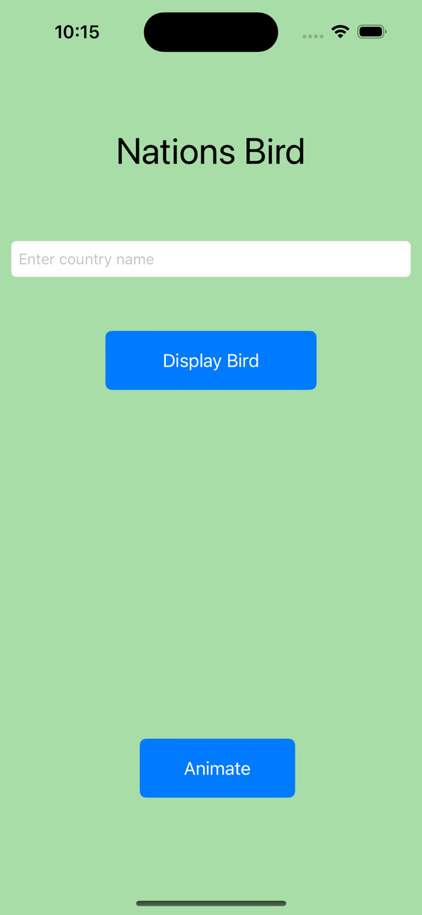 10:15
Nations Bird
Enter country name
Display Bird
Animate